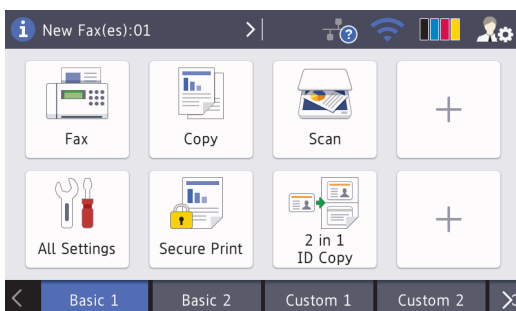 New Fax(es):01
Fax
Copy
Scan
All Settings
Secure Print
2 in 1
ID Copy
Basic 1
Basic 2
Custom 1
Custom 2